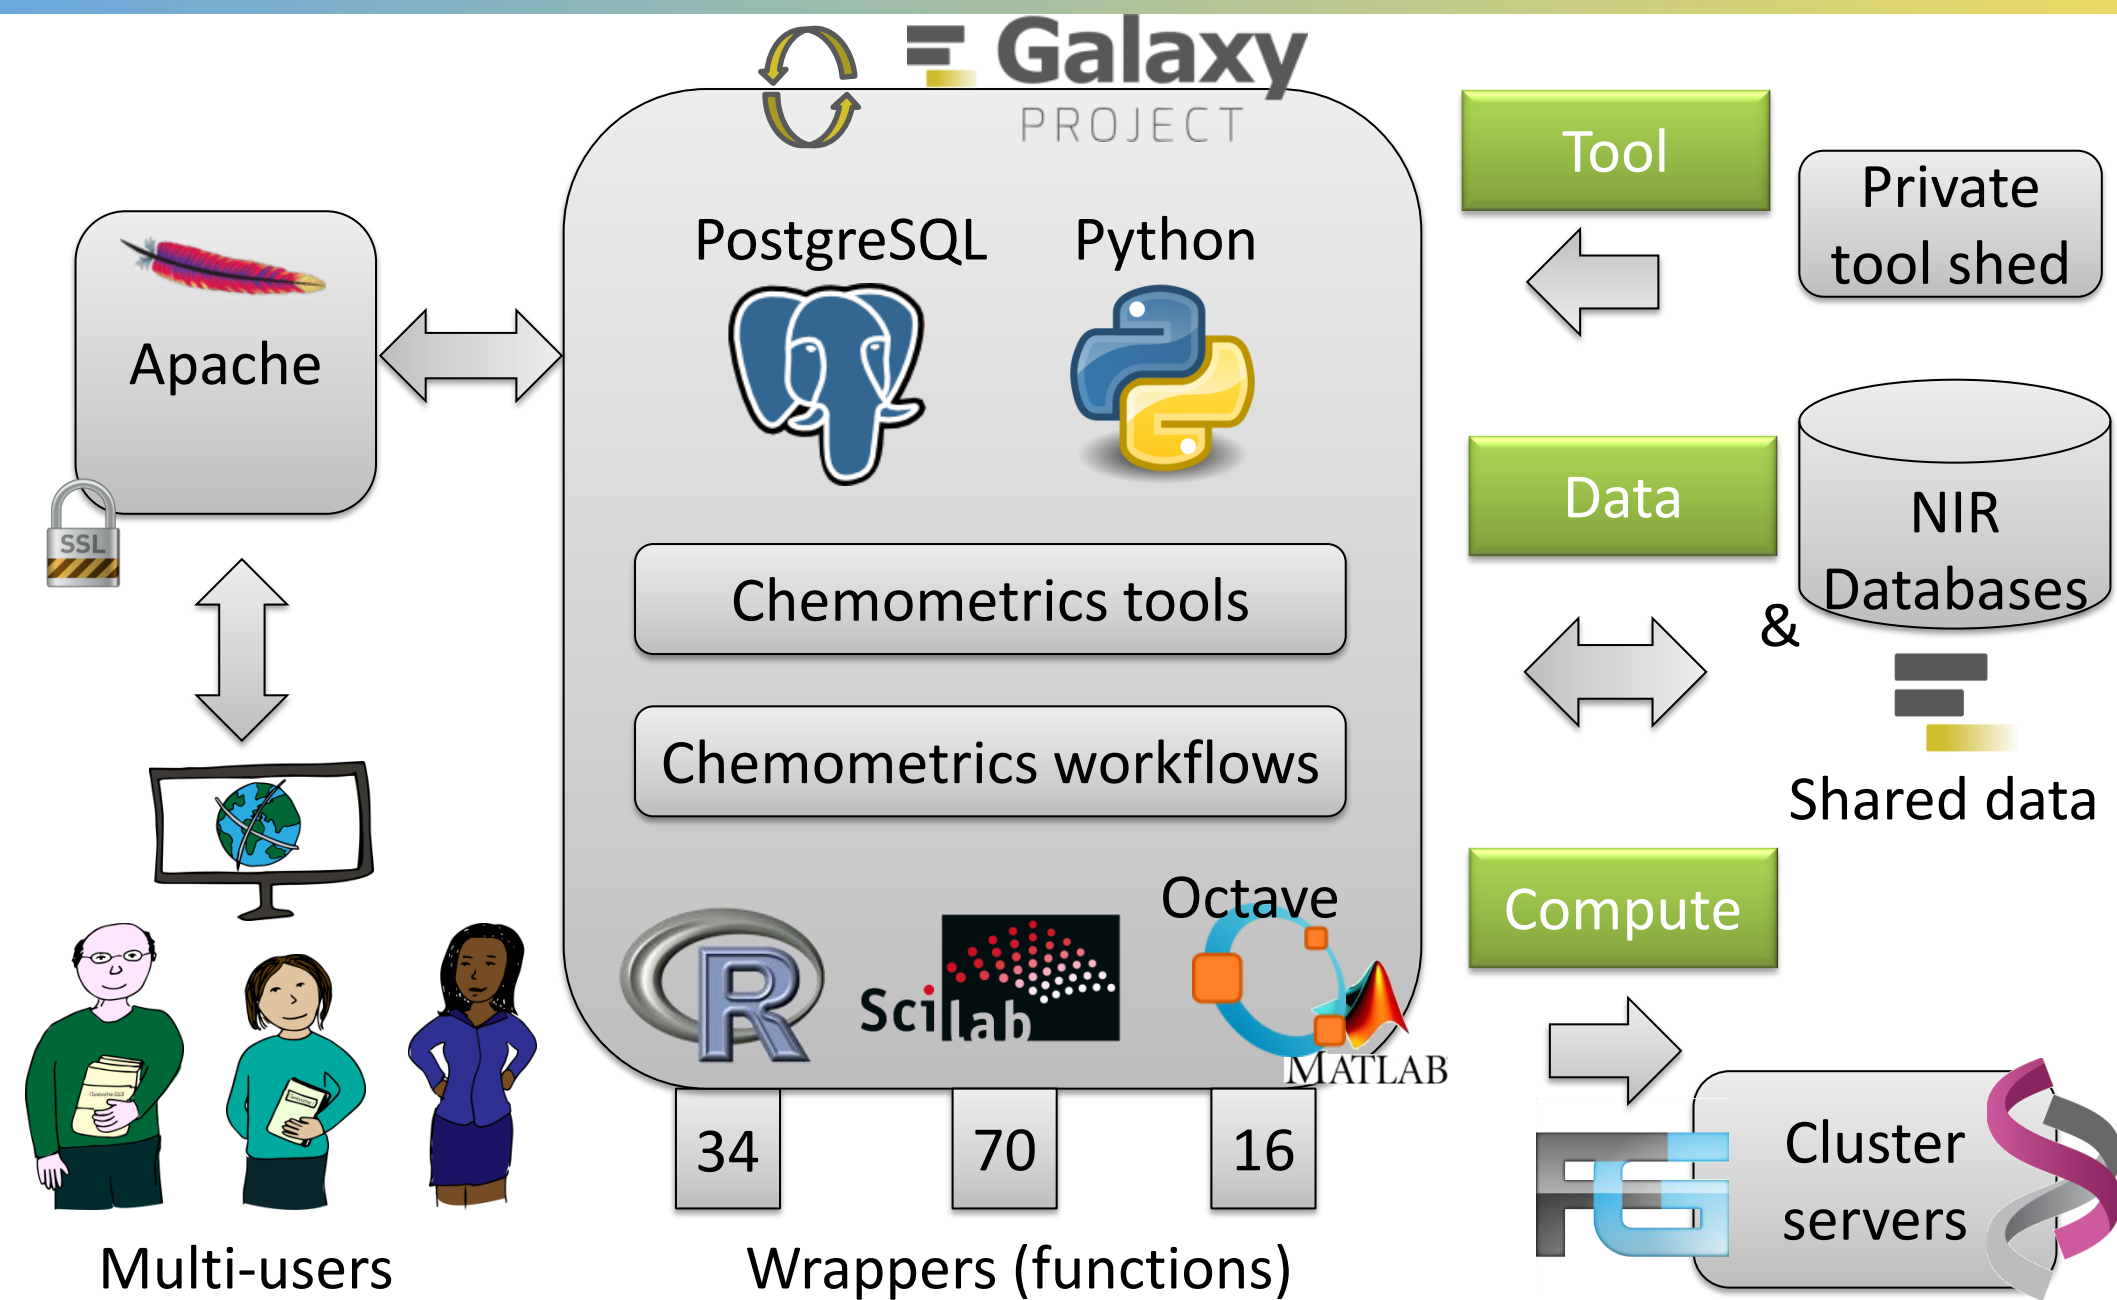 Galaxy
PROJECT
Tool
Private
tool shed
PostgreSQL
Python
Apache
SSL
Data
NIR
Databases
&
Shared data
Chemometrics tools
Chemometrics workflows
Compute
Octave
R
Scilab
MATLAB
34
70
16
FG
Cluster
servers
Multi-users
Wrappers (functions)